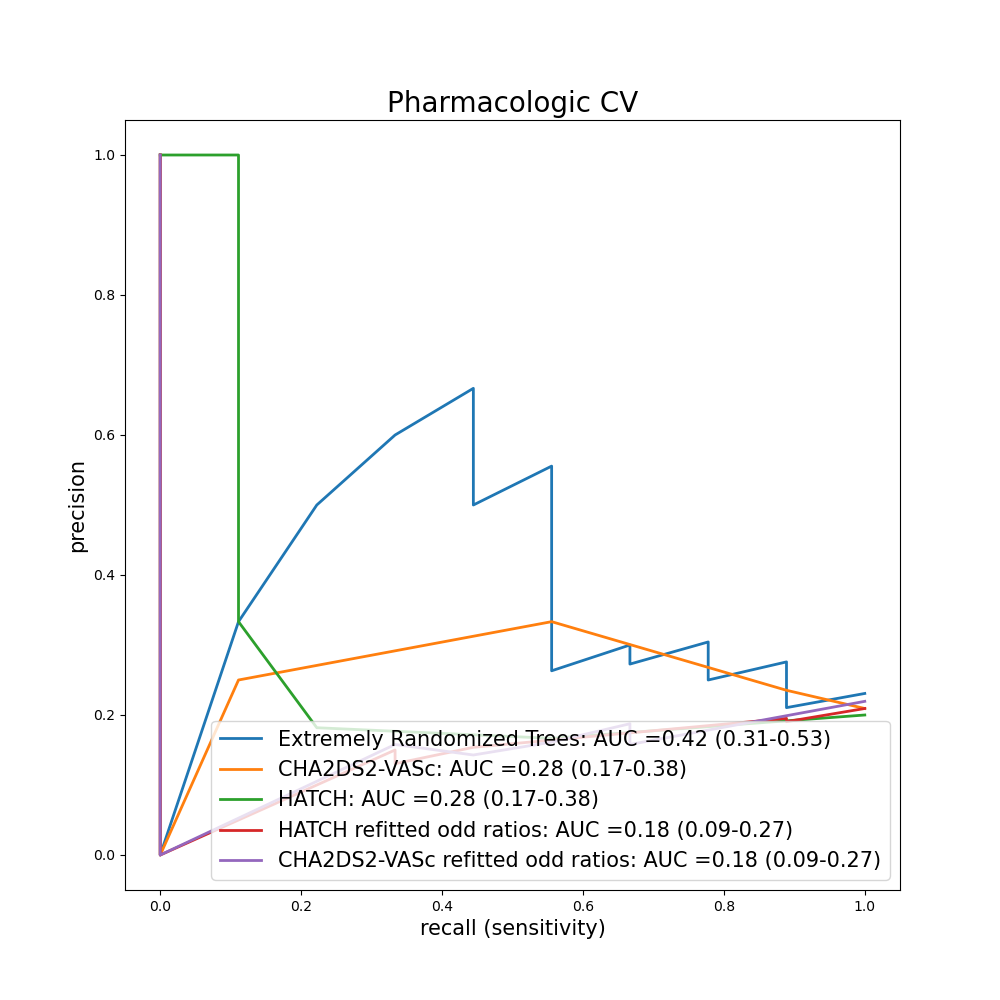 Pharmacologic CV
1.0
0.8
0.6
0.4
0.2
0.0
precision
Extremely Randomized Trees: AUC =0.42 (0.31-0.53)
CHA2DS2-VASc: AUC =0.28 (0.17-0.38)
HATCH: AUC =0.28 (0.17-0.38)
HATCH refitted odd ratios: AUC =0.18 (0.09-0.27)
CHA2DS2-VASc refitted odd ratios: AUC =0.18 (0.09-0.27)
0.0 0.2 0.4 0.6 0.8 1.0
recall (sensitivity)